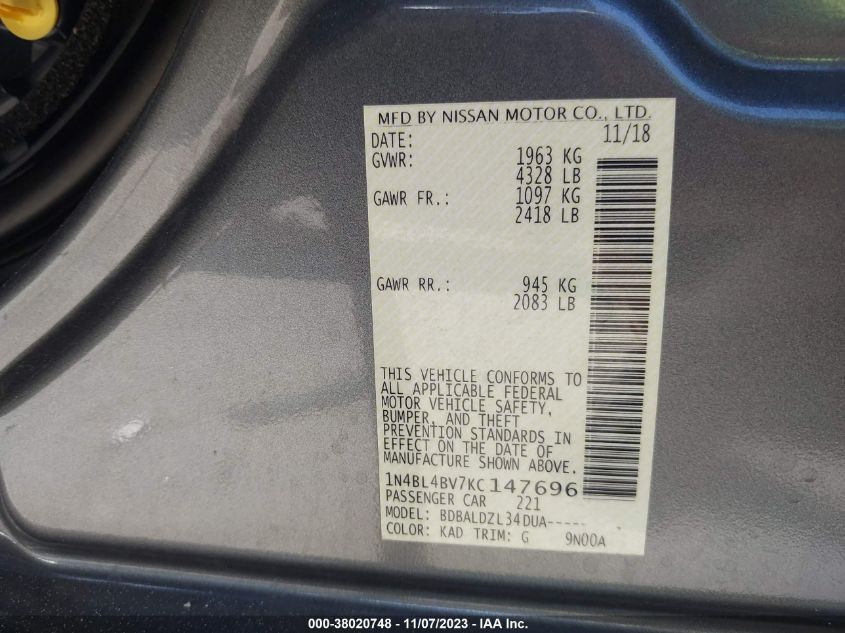 MFD BY NISSAN MOTOR CO., LTD.
DATE: 11/18
GVWR: 1963 KG
4328 LB
GAWR FR.: 1097 KG
2418 LB
GAWR RR.: 945 KG
2083 LB
THIS VEHICLE CONFORMS TO
ALL APPLICABLE FEDERAL
MOTOR VEHICLE SAFETY,
BUMPER, AND THEFT
PREVENTION STANDARDS IN
EFFECT ON THE DATE OF
MANUFACTURE SHOWN ABOVE.
1N4BL4BV7KC147696
PASSENGER CAR 221
MODEL: BDBALDZL34DUA-----
COLOR: KAD TRIM: G 9N00A
000-38020748 - 11/07/2023 - IAA Inc.